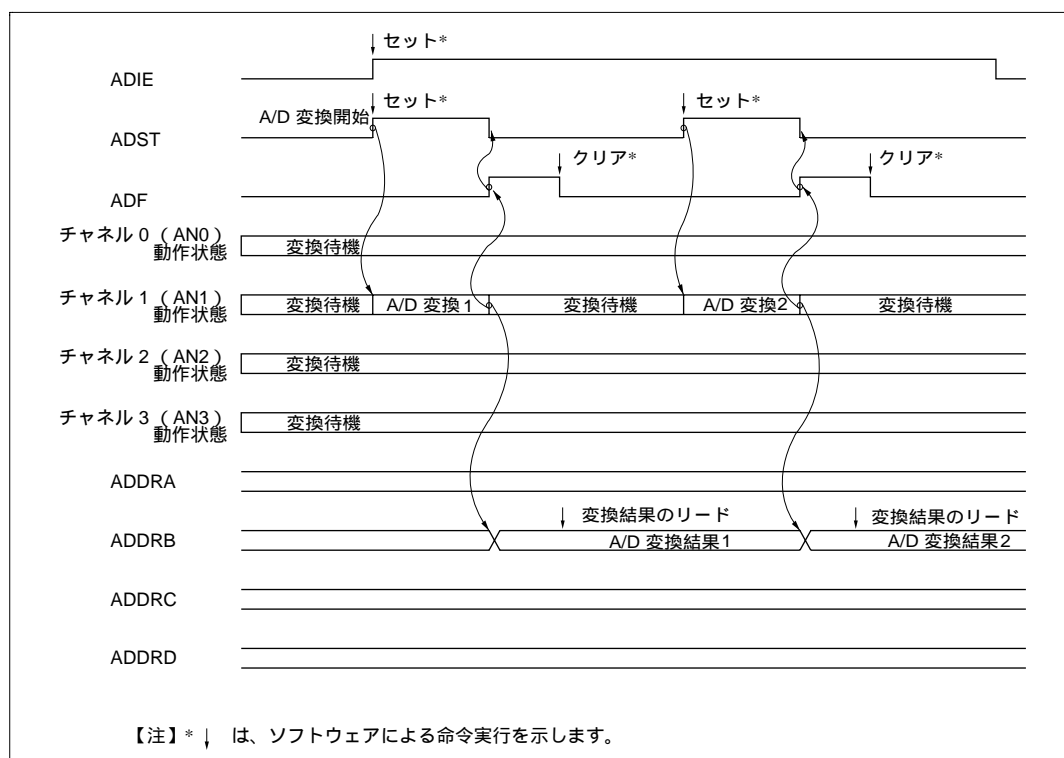 ↓セット*
ADIE
↓セット* ↓セット*
A/D 変換開始
ADST
↓クリア* ↓クリア*
ADF
チャネル 0 （AN0）
動作状態
変換待機
チャネル 1 （AN1）
動作状態
変換待機 A/D 変換1 変換待機 A/D 変換2 変換待機
チャネル 2 （AN2）
動作状態
変換待機
チャネル 3 （AN3）
動作状態
変換待機
ADDRA
↓変換結果のリード ↓変換結果のリード
ADDRB
A/D 変換結果1 A/D 変換結果2
ADDRC
ADDRD
【注】*↓ は、ソフトウェアによる命令実行を示します。